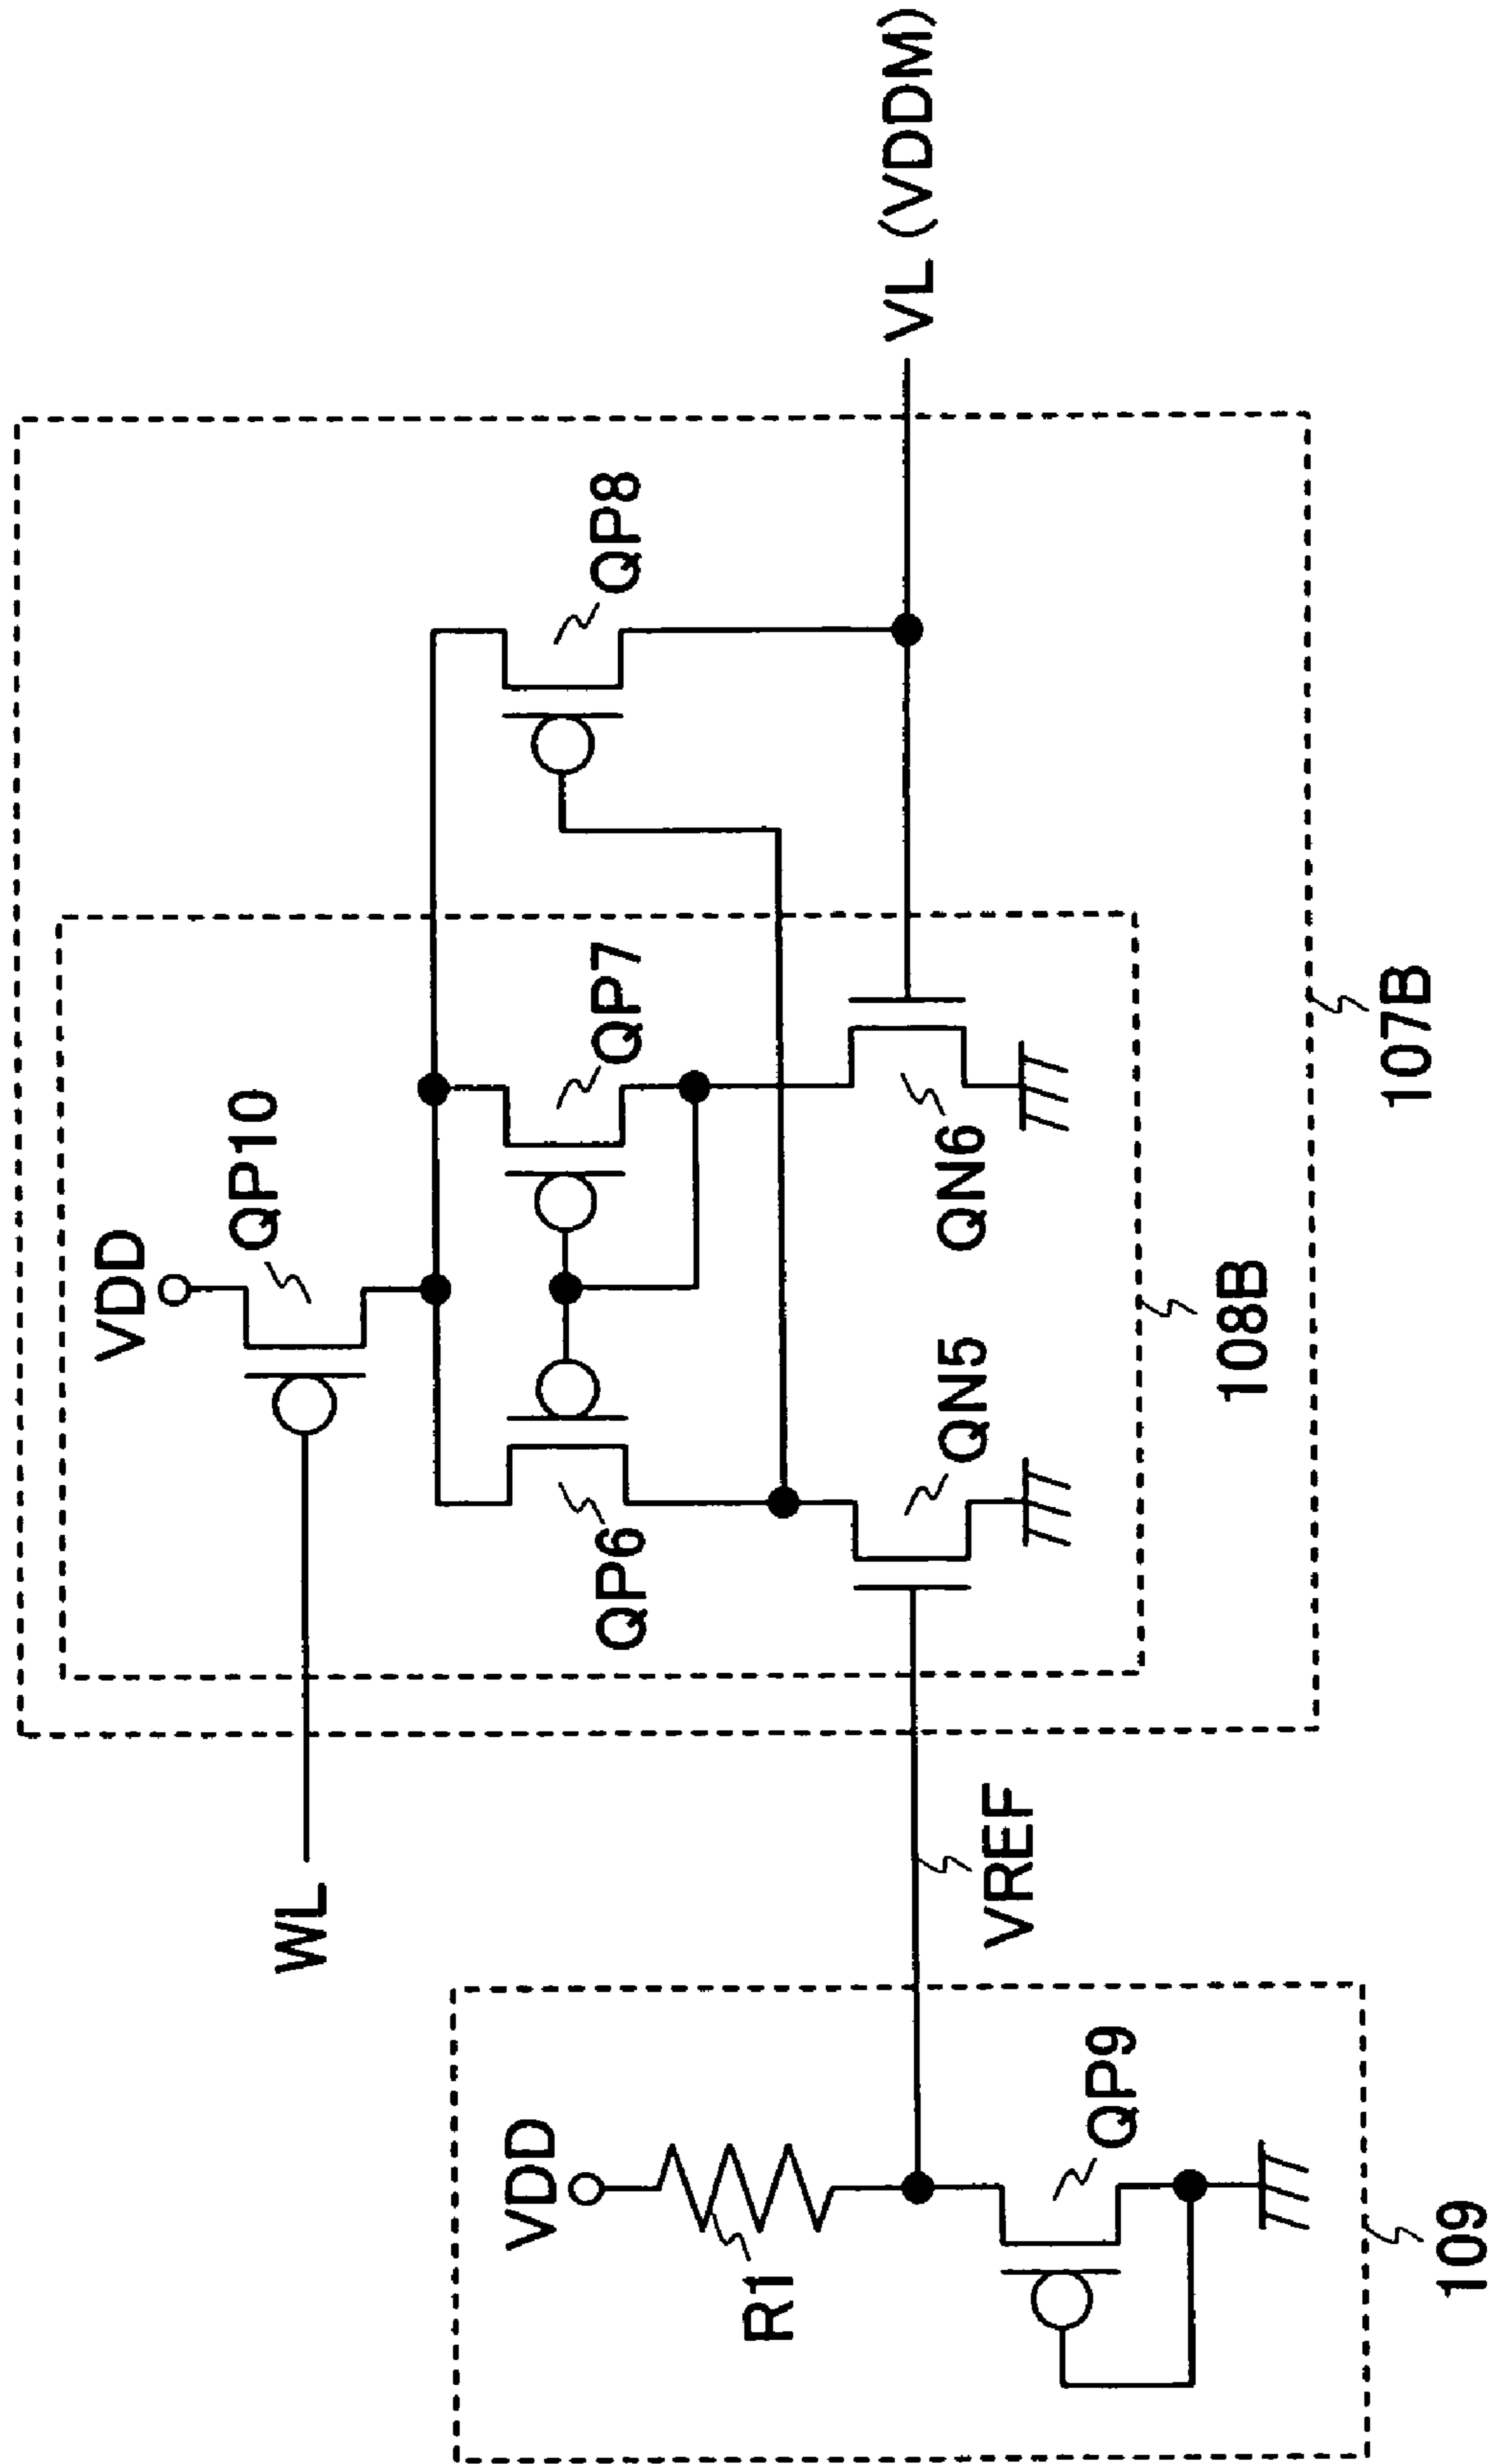 VDD
QP10
WL
QP6
QP7
QP8
QN5
QN6
VL (VDDM)
VREF
VDD
R1
QP9
109
108B
107B